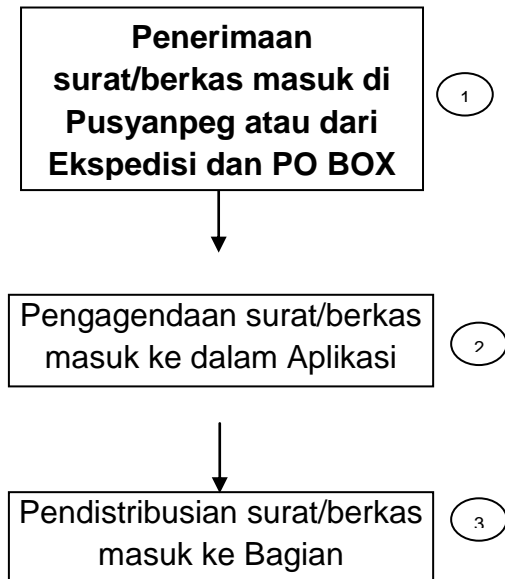 Penerimaan
surat/berkas masuk di
Pusyanpeg atau dari
Ekspedisi dan PO BOX
1
Pengagendaan surat/berkas
masuk ke dalam Aplikasi
2
Pendistribusian surat/berkas
masuk ke Bagian
3